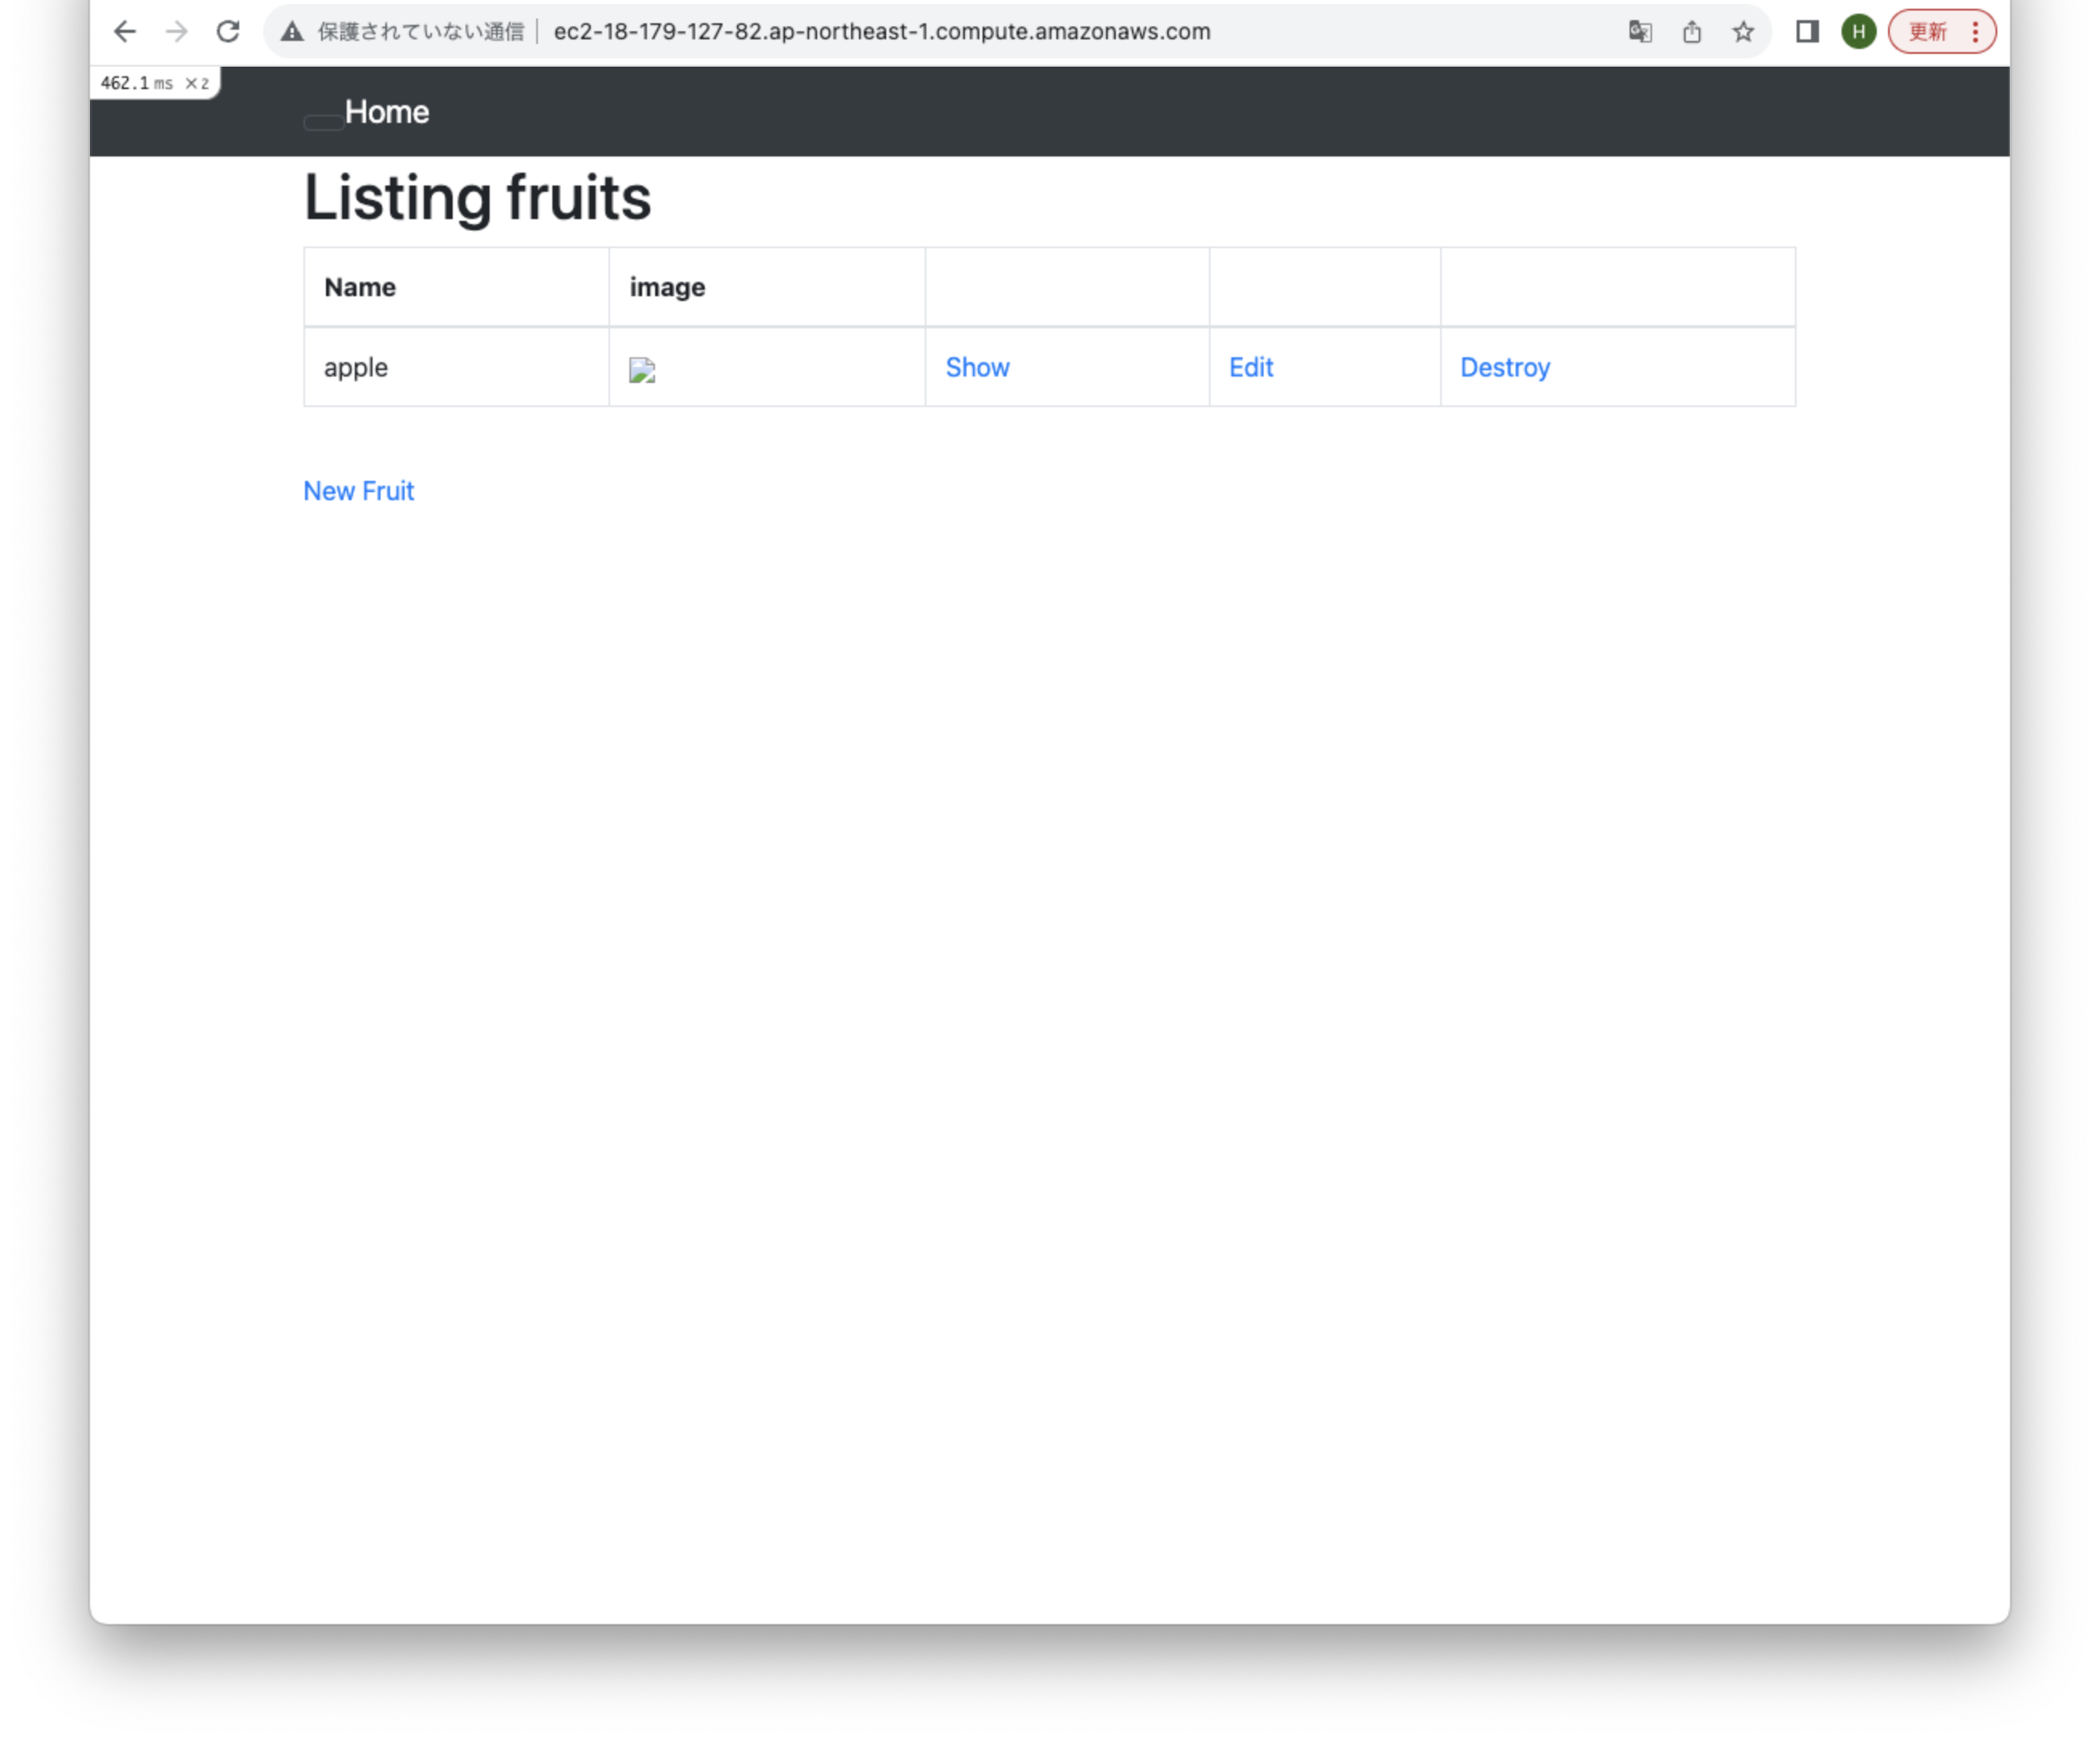 保護されていない通信 ec2-18-179-127-82.ap-northeast-1.compute.amazonaws.com H 更新
462.1 ms ×2
Home
Listing fruits
Name image
apple Show Edit Destroy
New Fruit